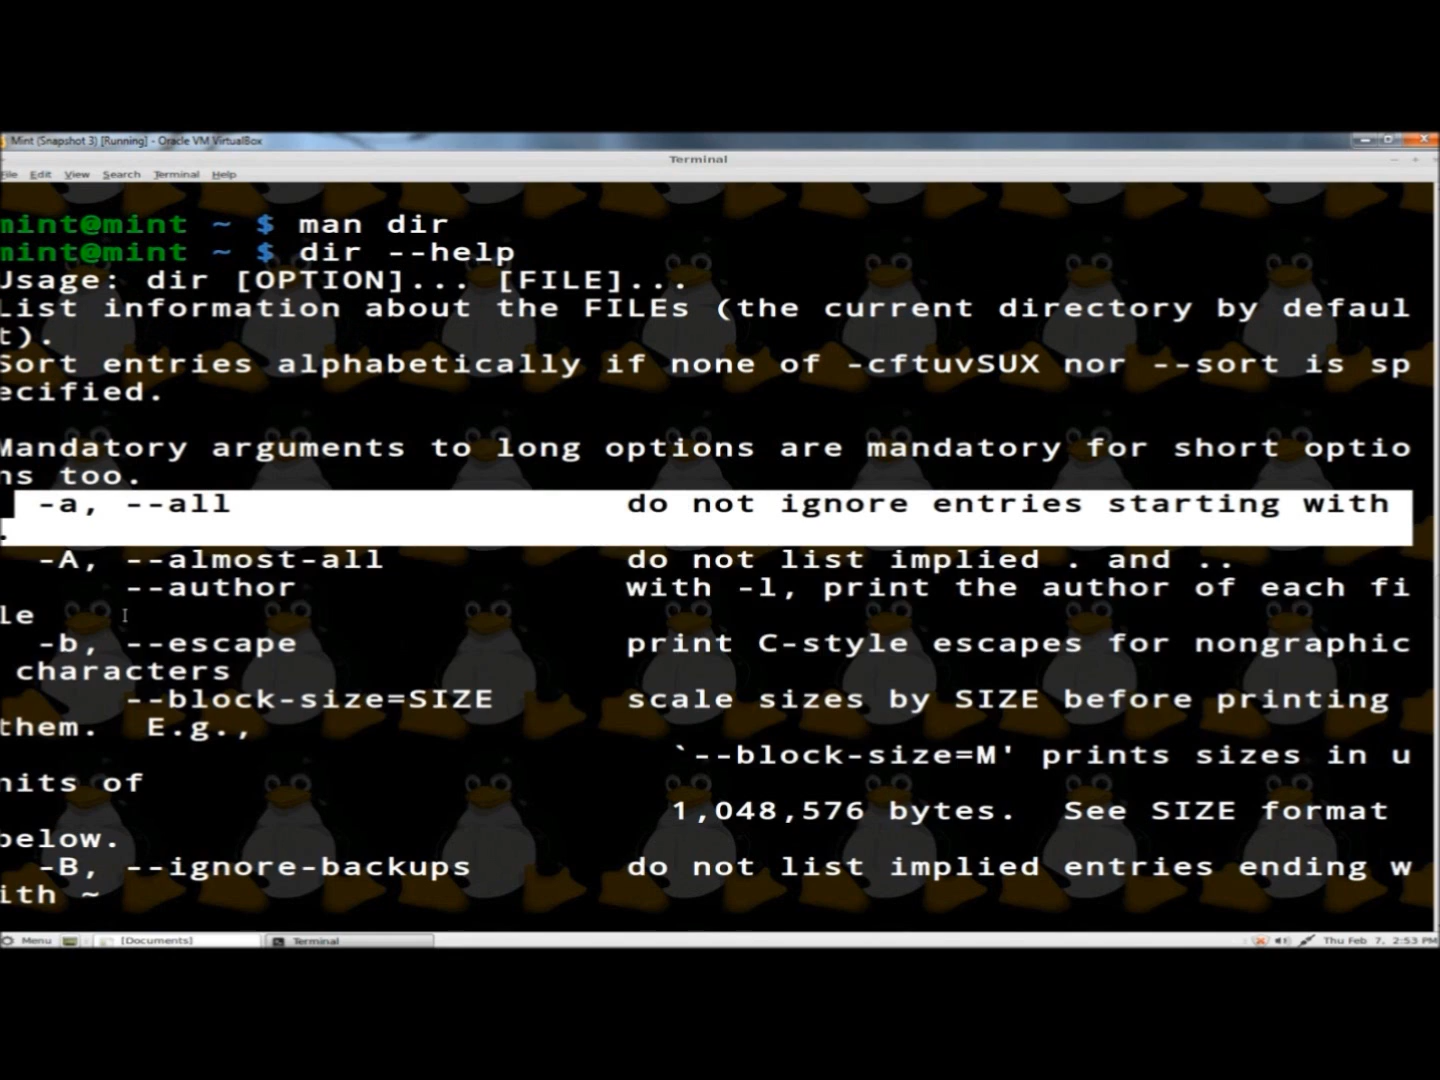 Mint (Snapshot 3) [Running] - Oracle VM VirtualBox
Terminal
File Edit View Search Terminal Help
mint@mint ~ $ man dir
mint@mint ~ $ dir --help
Usage: dir [OPTION]... [FILE]...
List information about the FILEs (the current directory by defaul
t).
Sort entries alphabetically if none of -cftuvSUX nor --sort is sp
ecified.
Mandatory arguments to long options are mandatory for short optio
ns too.
-a, --all do not ignore entries starting with
.
-A, --almost-all do not list implied . and ..
--author with -l, print the author of each fi
le
-b, --escape print C-style escapes for nongraphic
characters
--block-size=SIZE scale sizes by SIZE before printing
them. E.g.,
`--block-size=M' prints sizes in u
nits of
1,048,576 bytes. See SIZE format
below.
-B, --ignore-backups do not list implied entries ending w
ith ~
Menu [Documents] Terminal Thu Feb 7, 2:53 PM